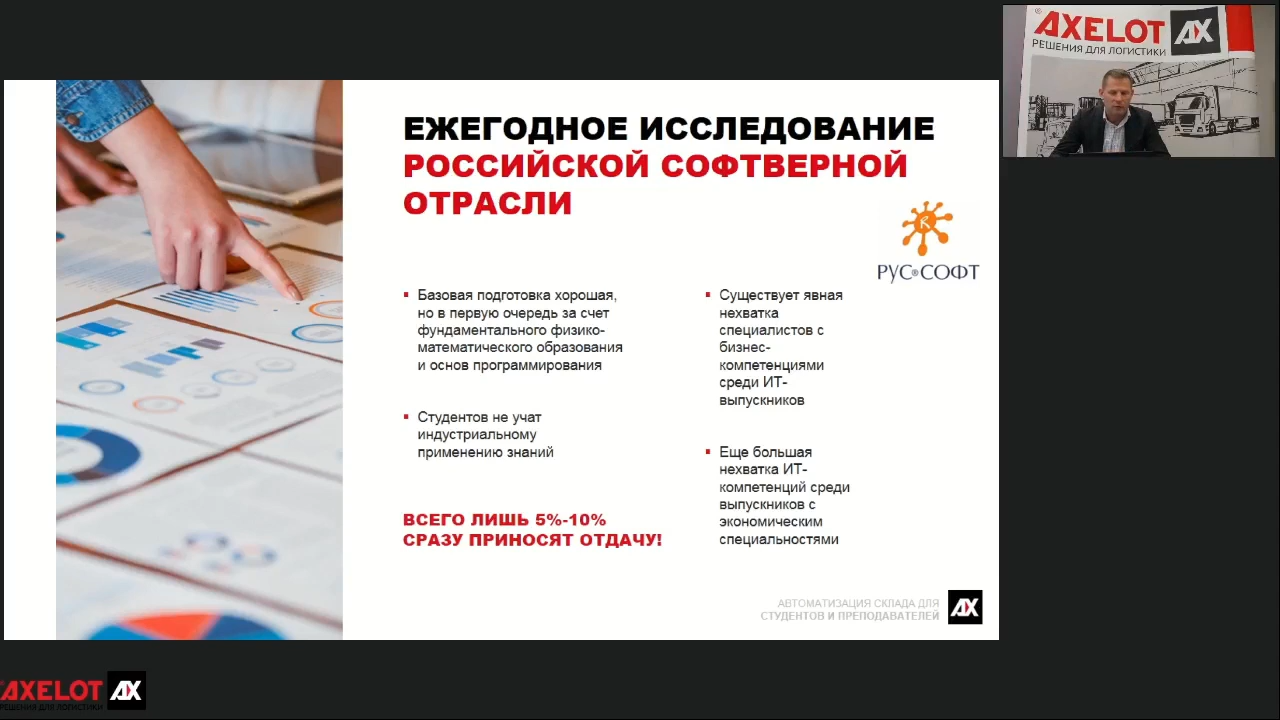 AXELOT
РЕШЕНИЯ ДЛЯ ЛОГИСТИКИ
ЕЖЕГОДНОЕ ИССЛЕДОВАНИЕ
РОССИЙСКОЙ СОФТВЕРНОЙ
ОТРАСЛИ
РУС®СОФТ
Базовая подготовка хорошая,
но в первую очередь за счет
фундаментального физико-
математического образования
и основ программирования
Студентов не учат
индустриальному
применению знаний
ВСЕГО ЛИШЬ 5%-10%
СРАЗУ ПРИНОСЯТ ОТДАЧУ!
Существует явная
нехватка
специалистов с
бизнес-
компетенциями
среди ИТ-
выпускников
Еще большая
нехватка ИТ-
компетенций среди
выпускников с
экономическим
специальностями
АВТОМАТИЗАЦИЯ СКЛАДА ДЛЯ
СТУДЕНТОВ И ПРЕПОДАВАТЕЛЕЙ
AXELOT
РЕШЕНИЯ ДЛЯ ЛОГИСТИКИ